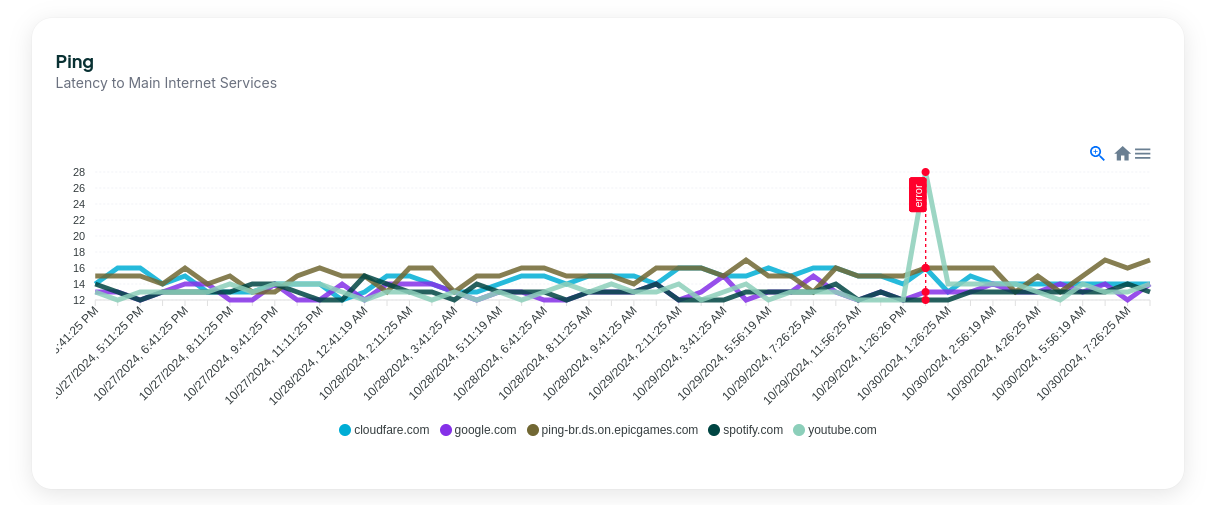 Ping
Latency to Main Internet Services
28
26
24
22
20
18
16
14
12
error
10/27/2024, 5:11:25 PM
10/27/2024, 6:41:25 PM
10/27/2024, 8:11:25 PM
10/27/2024, 9:41:25 PM
10/27/2024, 11:11:25 PM
10/28/2024, 12:41:19 AM
10/28/2024, 2:11:25 AM
10/28/2024, 3:41:25 AM
10/28/2024, 5:11:19 AM
10/28/2024, 6:41:25 AM
10/28/2024, 8:11:25 AM
10/28/2024, 9:41:25 AM
10/29/2024, 2:11:25 AM
10/29/2024, 3:41:25 AM
10/29/2024, 5:56:19 AM
10/29/2024, 7:26:25 AM
10/29/2024, 11:56:25 AM
10/29/2024, 1:26:26 PM
10/30/2024, 1:26:25 AM
10/30/2024, 2:56:19 AM
10/30/2024, 4:26:25 AM
10/30/2024, 5:56:19 AM
10/30/2024, 7:26:25 AM
cloudfare.com
google.com
ping-br.ds.on.epicgames.com
spotify.com
youtube.com